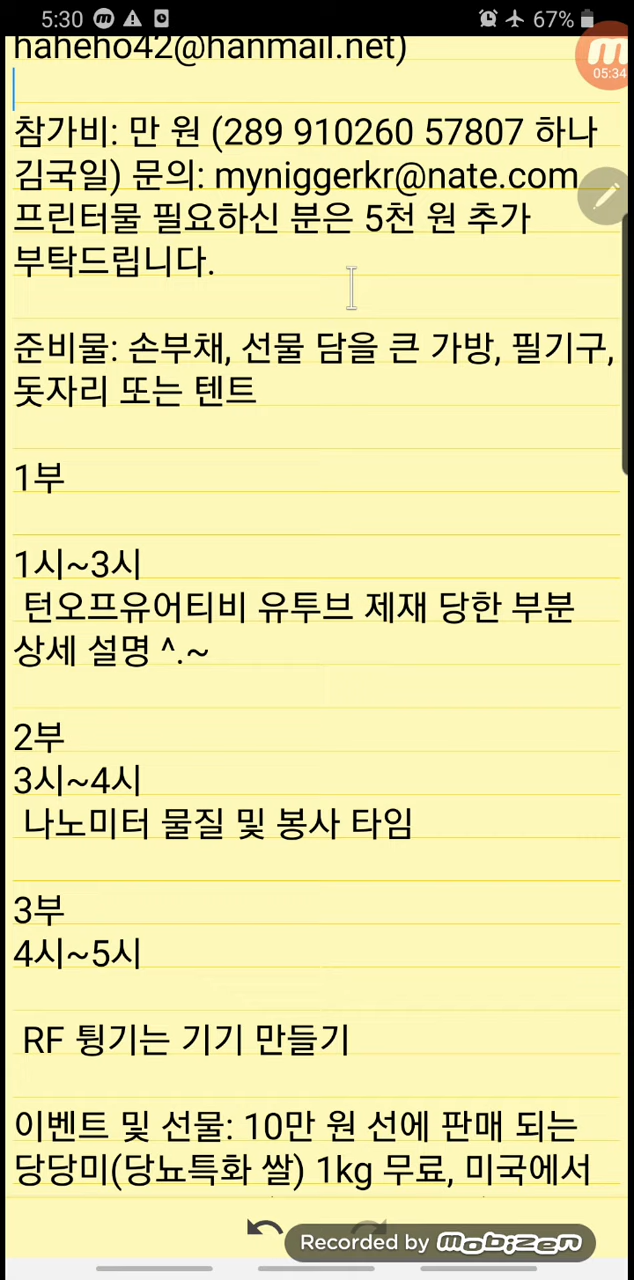 5:30
67%
haheho42@hanmail.net)
05:34
참가비: 만 원 (289 910260 57807 하나
김국일) 문의: myniggerkr@nate.com
프린터물 필요하신 분은 5천 원 추가
부탁드립니다.
준비물: 손부채, 선물 담을 큰 가방, 필기구,
돗자리 또는 텐트
1부
1시~3시
턴오프유어티비 유투브 제재 당한 부분
상세 설명 ^.~
2부
3시~4시
나노미터 물질 및 봉사 타임
3부
4시~5시
RF 튕기는 기기 만들기
이벤트 및 선물: 10만 원 선에 판매 되는
당당미(당뇨특화 쌀) 1kg 무료, 미국에서
Recorded by mobizen